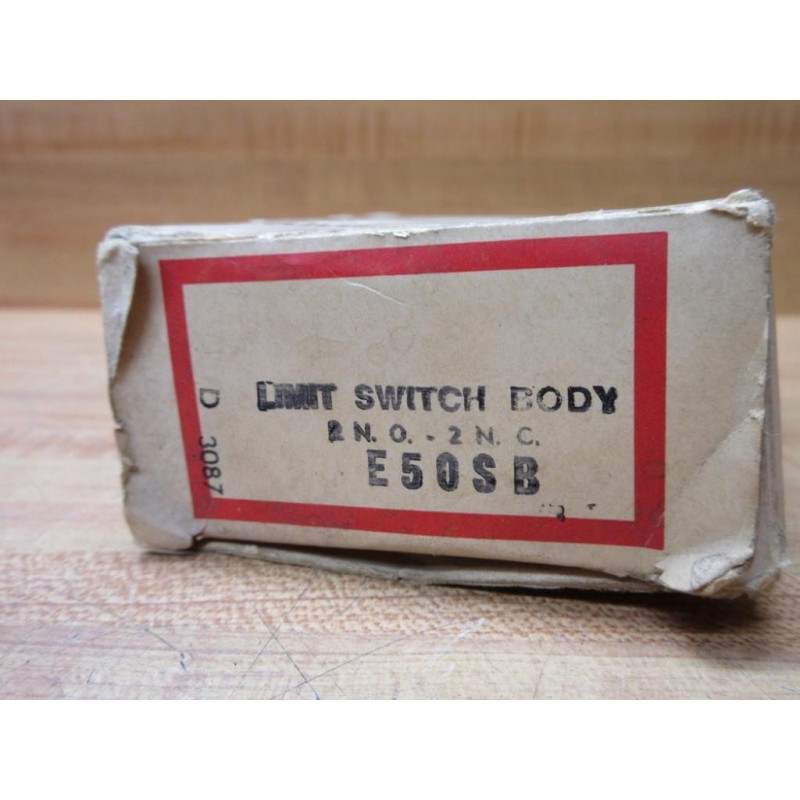 LIMIT SWITCH BODY
2 N. O. - 2 N. C.
E50SB
D 3087